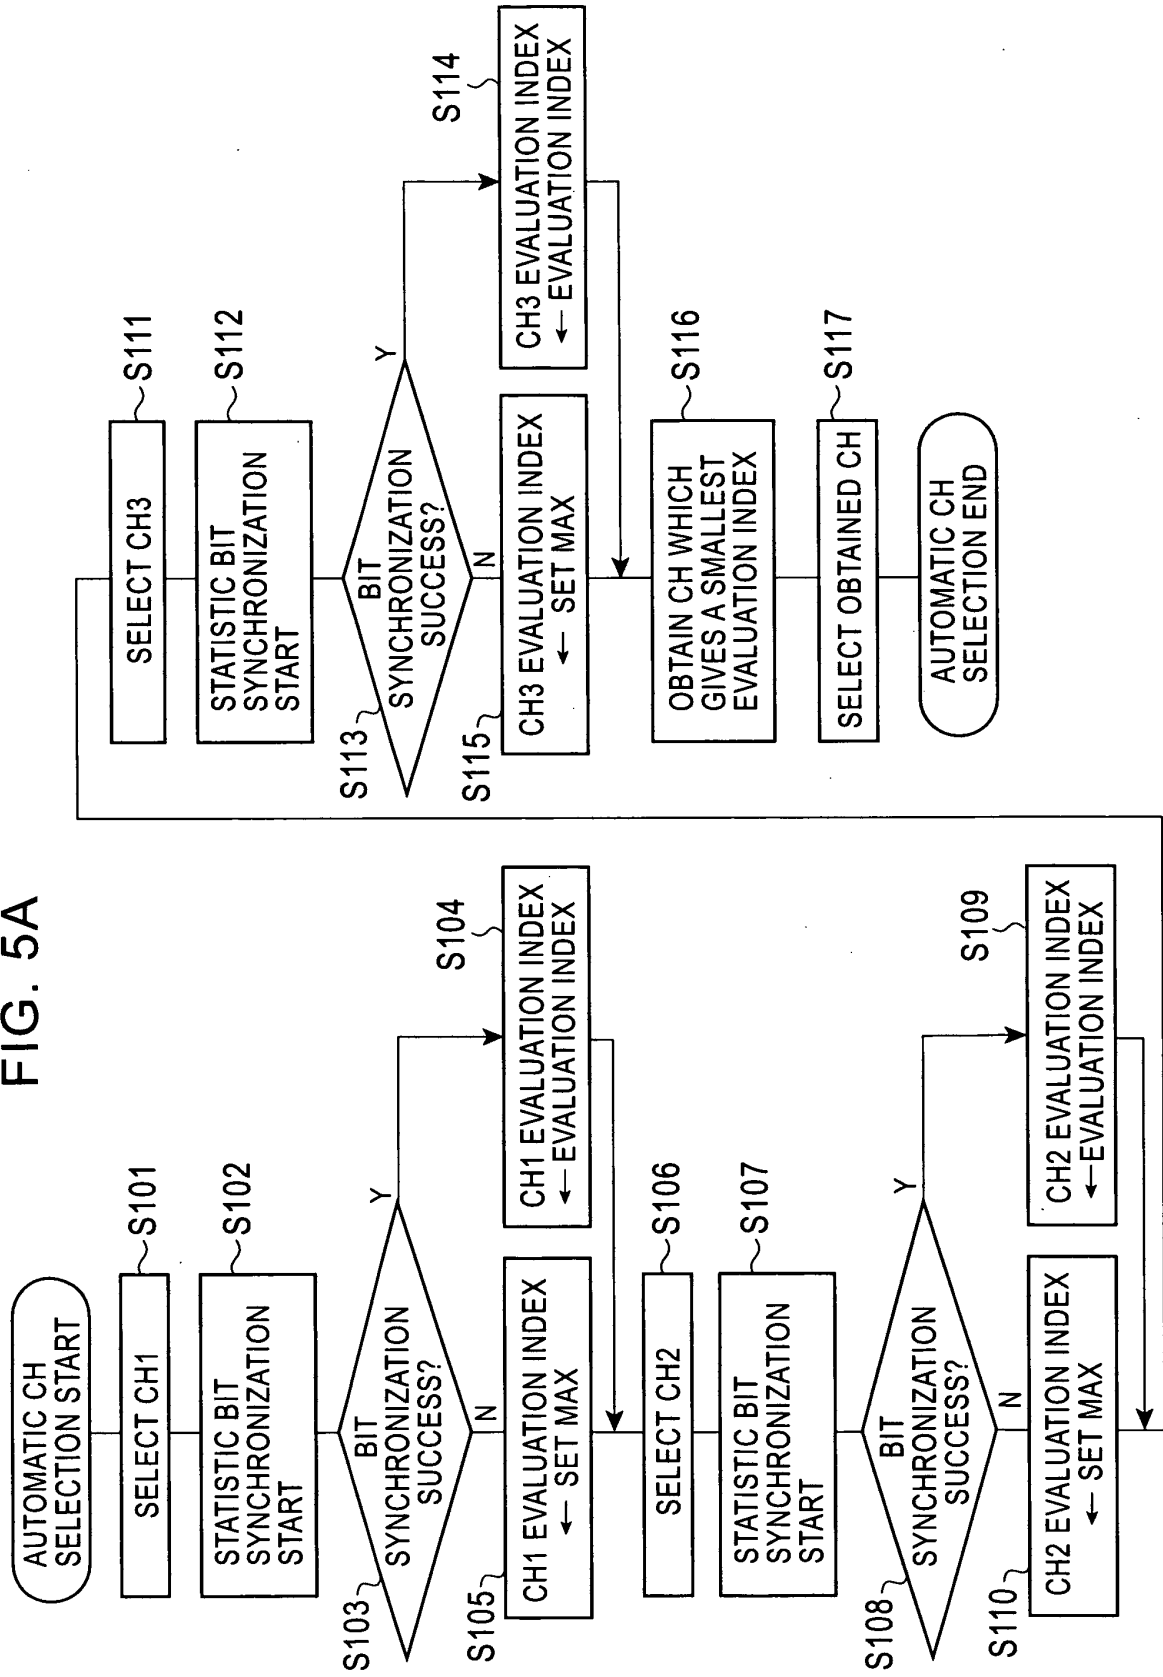 FIG. 5A
AUTOMATIC CH
SELECTION START
SELECT CH1
S101
STATISTIC BIT
SYNCHRONIZATION
START
S102
BIT
SYNCHRONIZATION
SUCCESS?
S103
Y
N
CH1 EVALUATION INDEX
← EVALUATION INDEX
S104
CH1 EVALUATION INDEX
← SET MAX
S105
SELECT CH2
S106
STATISTIC BIT
SYNCHRONIZATION
START
S107
BIT
SYNCHRONIZATION
SUCCESS?
S108
Y
N
CH2 EVALUATION INDEX
←EVALUATION INDEX
S109
CH2 EVALUATION INDEX
← SET MAX
S110
SELECT CH3
S111
STATISTIC BIT
SYNCHRONIZATION
START
S112
BIT
SYNCHRONIZATION
SUCCESS?
S113
Y
N
CH3 EVALUATION INDEX
← EVALUATION INDEX
S114
CH3 EVALUATION INDEX
← SET MAX
S115
OBTAIN CH WHICH
GIVES A SMALLEST
EVALUATION INDEX
S116
SELECT OBTAINED CH
S117
AUTOMATIC CH
SELECTION END